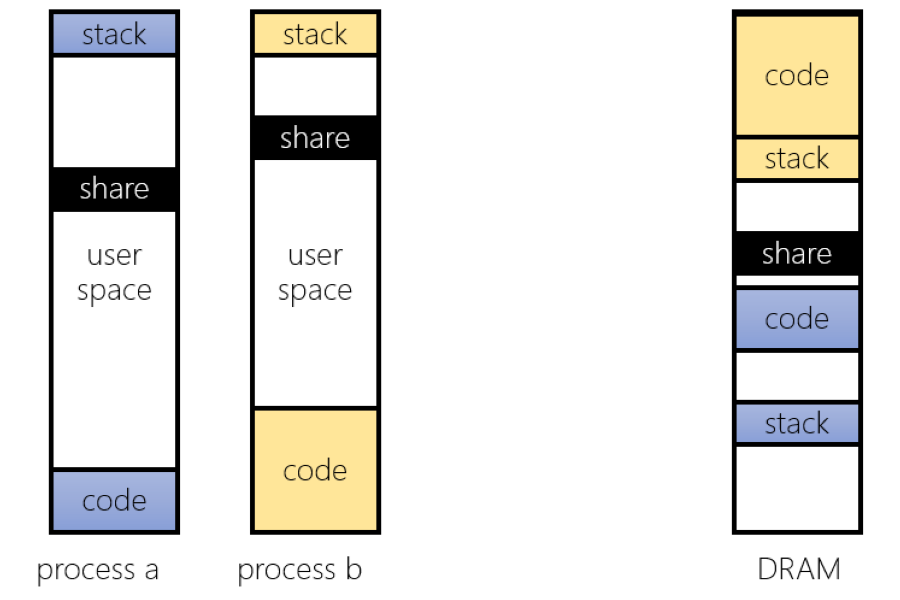 stack
share
user
space
code
process a
stack
share
user
space
code
process b
code
stack
share
code
stack
DRAM